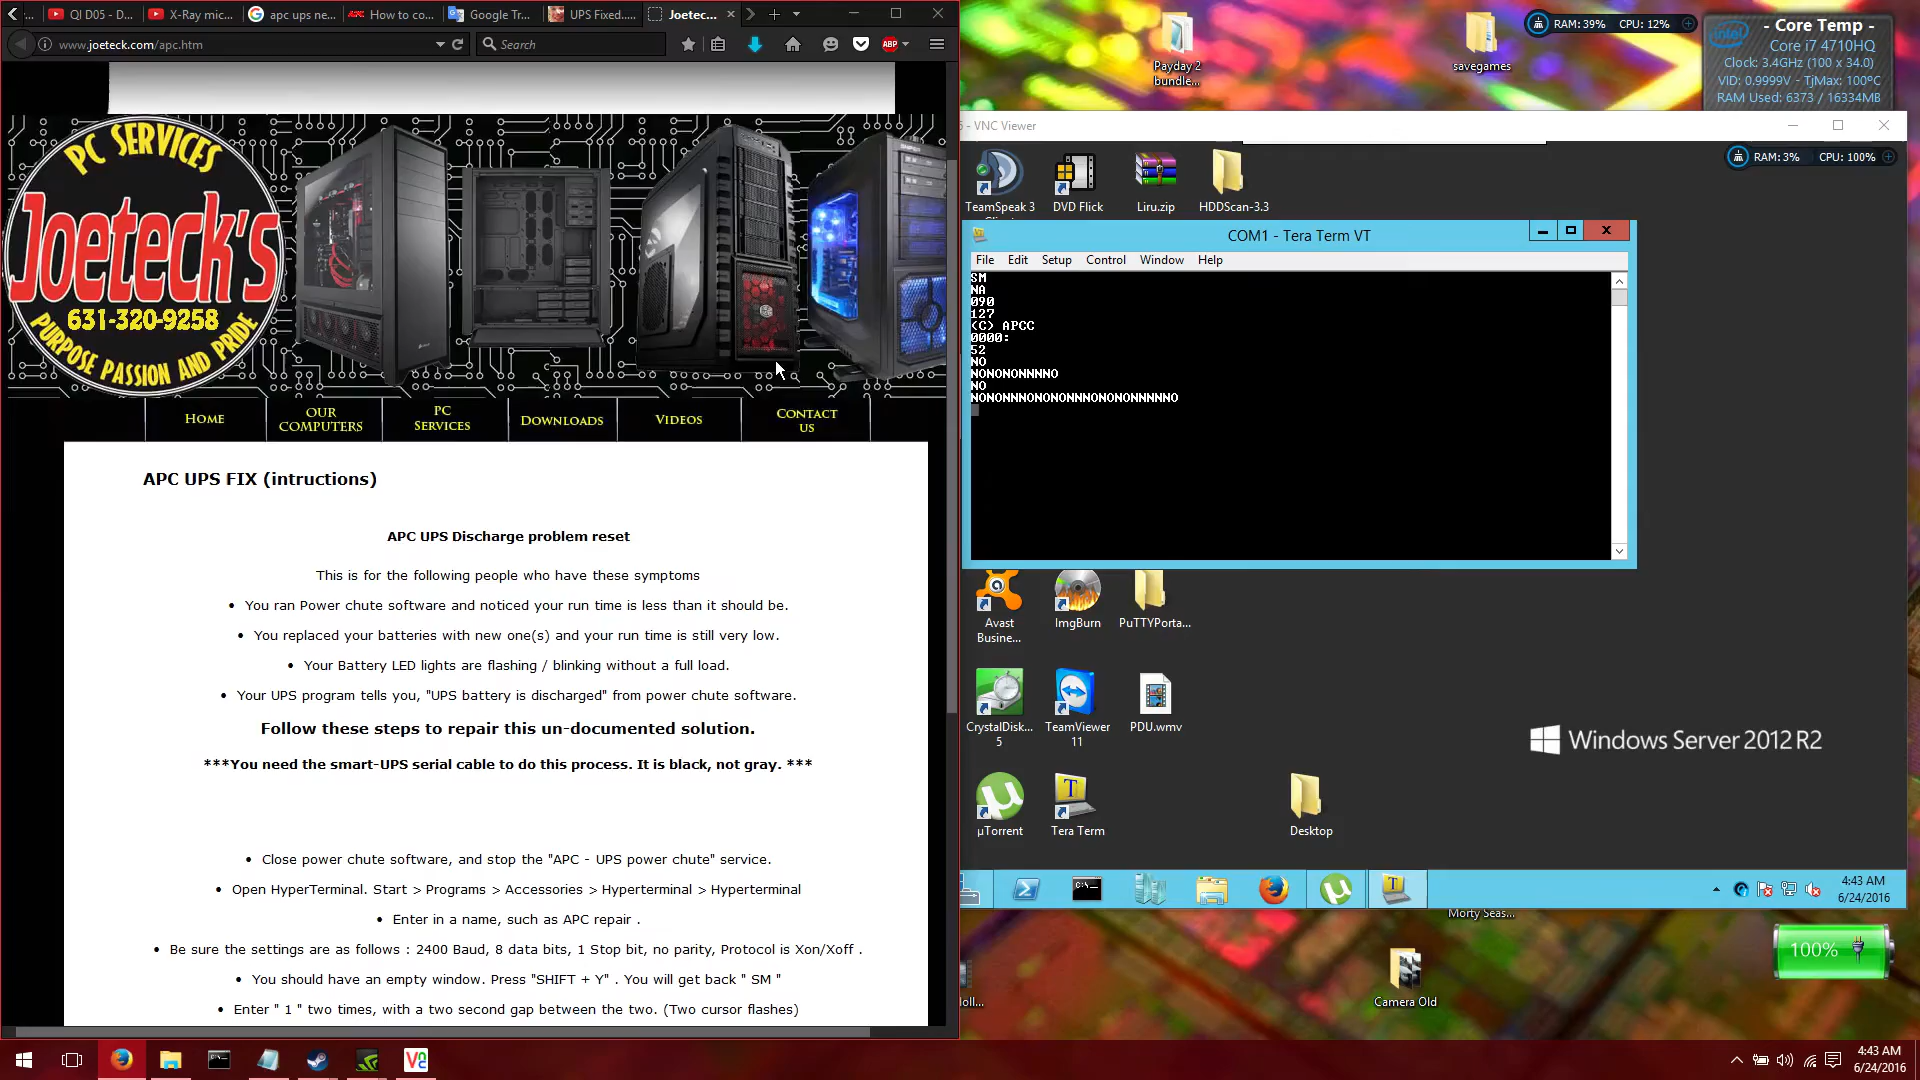 QI D05 - D...
X-Ray mic...
apc ups ne...
How to co...
Google Tr...
UPS Fixed....
Joetec...
www.joeteck.com/apc.htm
Search
ABP
PC SERVICES
Joeteck's
631-320-9258
PURPOSE PASSION AND PRIDE
HOME
OUR COMPUTERS
PC SERVICES
DOWNLOADS
VIDEOS
CONTACT US
APC UPS FIX (intructions)
APC UPS Discharge problem reset
This is for the following people who have these symptoms
• You ran Power chute software and noticed your run time is less than it should be.
• You replaced your batteries with new one(s) and your run time is still very low.
• Your Battery LED lights are flashing / blinking without a full load.
• Your UPS program tells you, "UPS battery is discharged" from power chute software.
Follow these steps to repair this un-documented solution.
***You need the smart-UPS serial cable to do this process. It is black, not gray. ***
• Close power chute software, and stop the "APC - UPS power chute" service.
• Open HyperTerminal. Start > Programs > Accessories > Hyperterminal > Hyperterminal
• Enter in a name, such as APC repair .
• Be sure the settings are as follows : 2400 Baud, 8 data bits, 1 Stop bit, no parity, Protocol is Xon/Xoff .
• You should have an empty window. Press "SHIFT + Y" . You will get back " SM "
• Enter " 1 " two times, with a two second gap between the two. (Two cursor flashes)
Payday 2 bundle...
savegames
RAM: 39% CPU: 12%
intel
- Core Temp -
Core i7 4710HQ
Clock: 3.4GHz (100 x 34.0)
VID: 0.9999V - TjMax: 100ºC
RAM Used: 6373 / 16334MB
- VNC Viewer
RAM: 3% CPU: 100%
TeamSpeak 3
DVD Flick
Liru.zip
HDDScan-3.3
COM1 - Tera Term VT
File Edit Setup Control Window Help
SM
NA
090
127
(C) APCC
0000:
52
NO
NONONONNNNO
NO
NONONNNONONONNNONONONNNNNO
Avast Busine...
ImgBurn
PuTTYPorta...
CrystalDisk... 5
TeamViewer 11
PDU.wmv
Windows Server 2012 R2
µTorrent
Tera Term
Desktop
4:43 AM
6/24/2016
Morty Seas...
100%
oll...
Camera Old
4:43 AM
6/24/2016